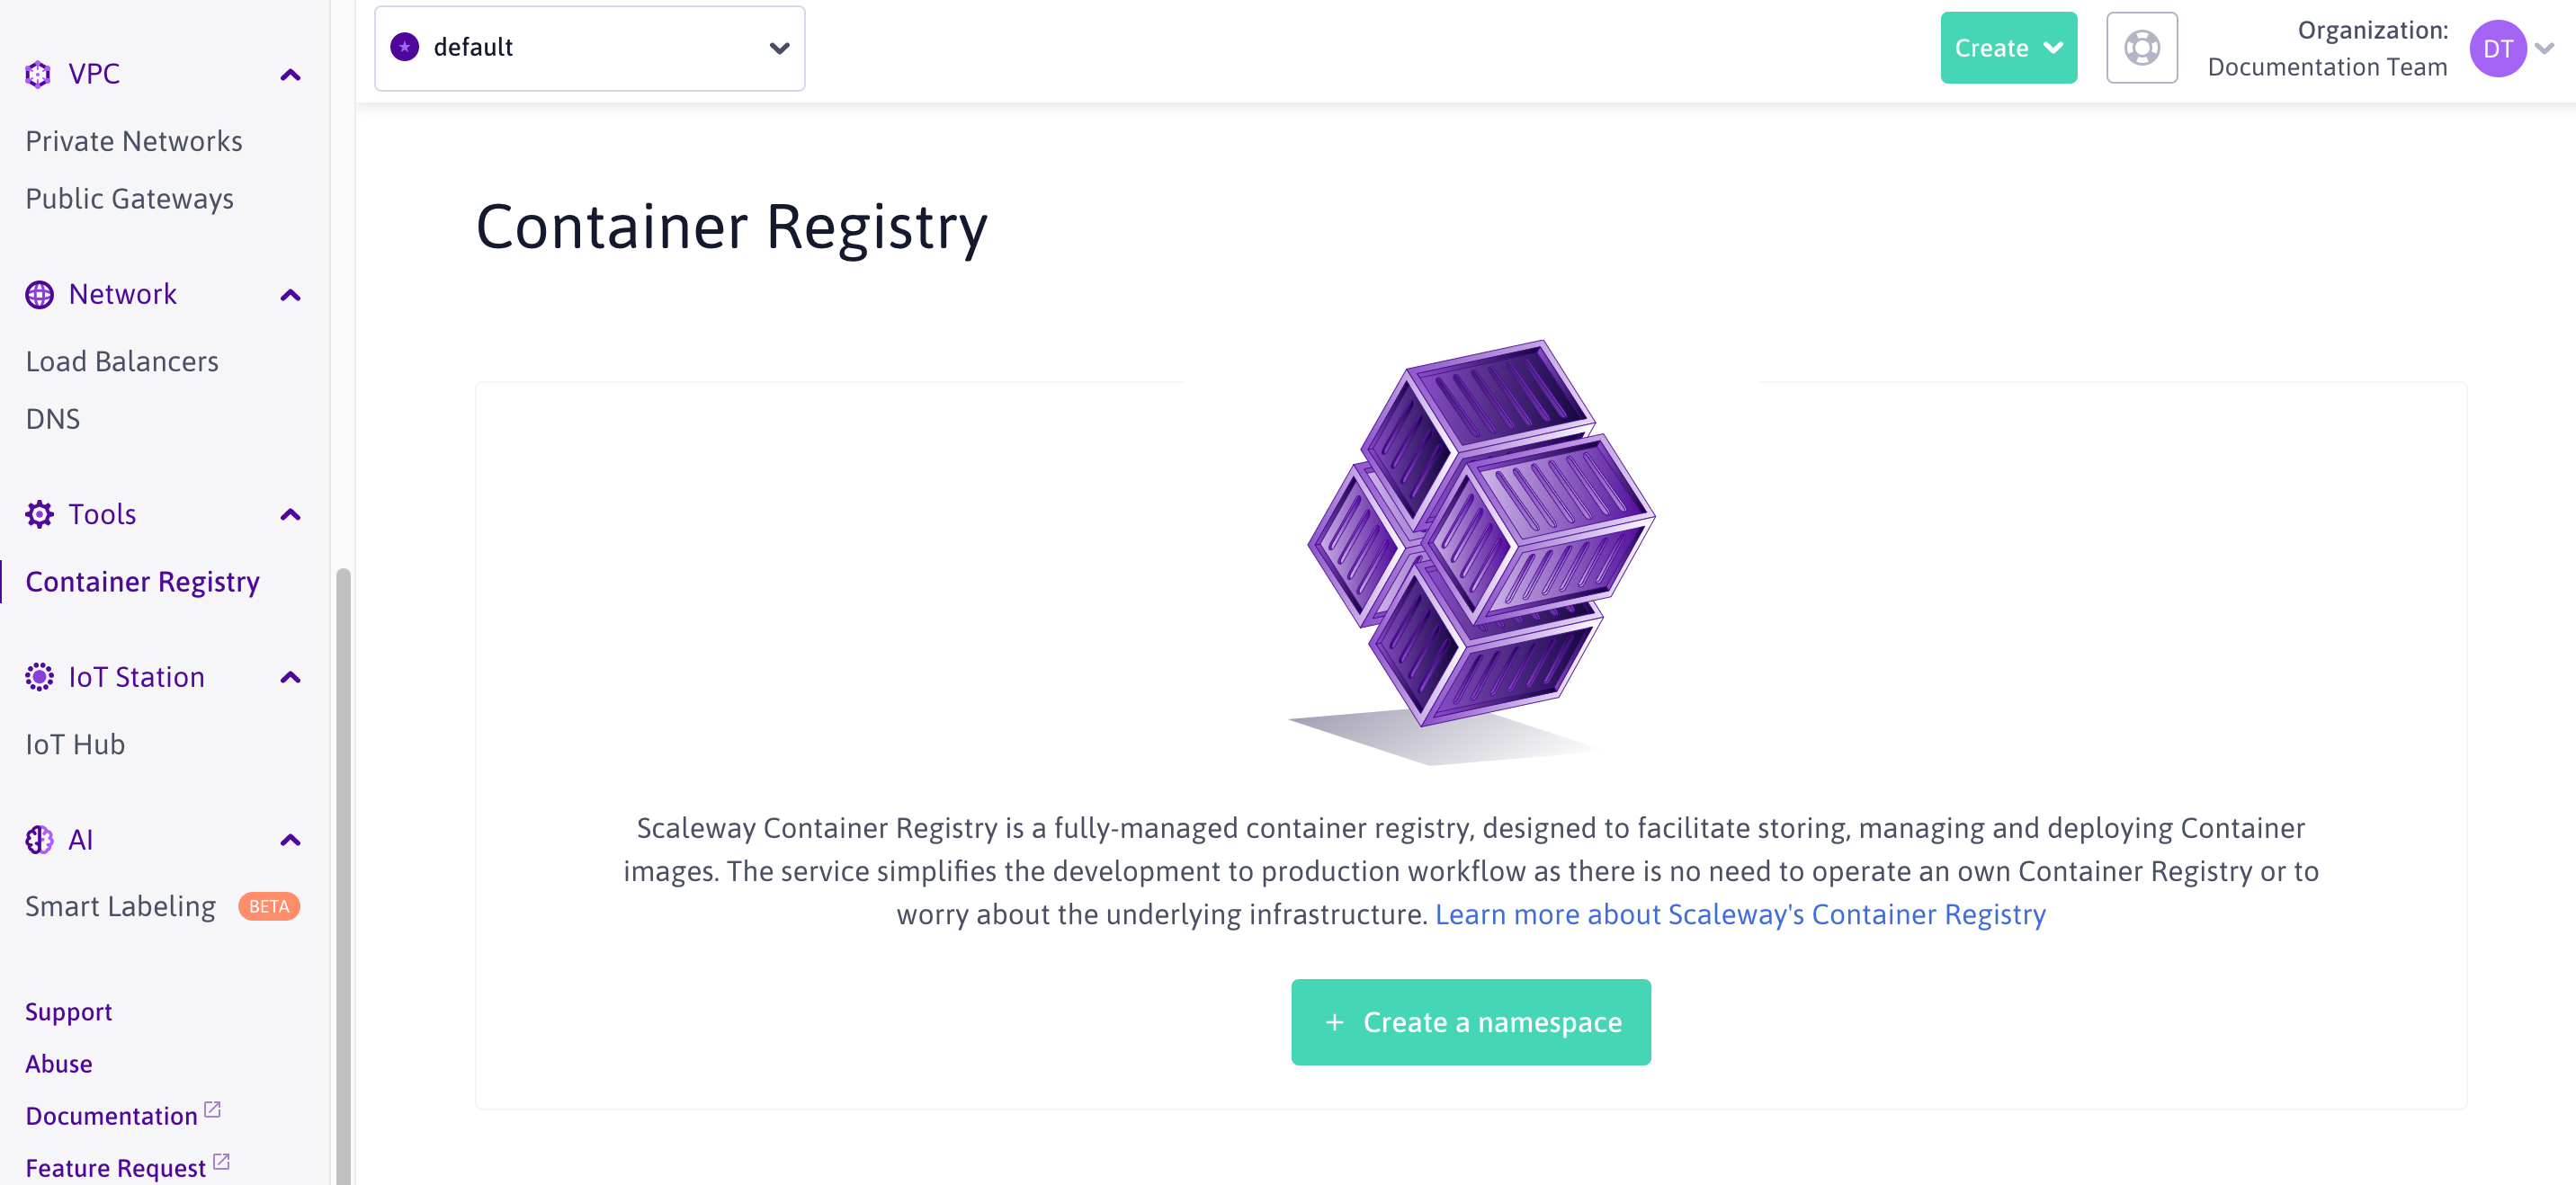 VPC
Private Networks
Public Gateways
Network
Load Balancers
DNS
Tools
Container Registry
IoT Station
IoT Hub
AI
Smart Labeling BETA
Support
Abuse
Documentation
Feature Request
default
Create
Organization:
Documentation Team
DT
Container Registry
Scaleway Container Registry is a fully-managed container registry, designed to facilitate storing, managing and deploying Container
images. The service simplifies the development to production workflow as there is no need to operate an own Container Registry or to
worry about the underlying infrastructure. Learn more about Scaleway's Container Registry
+ Create a namespace